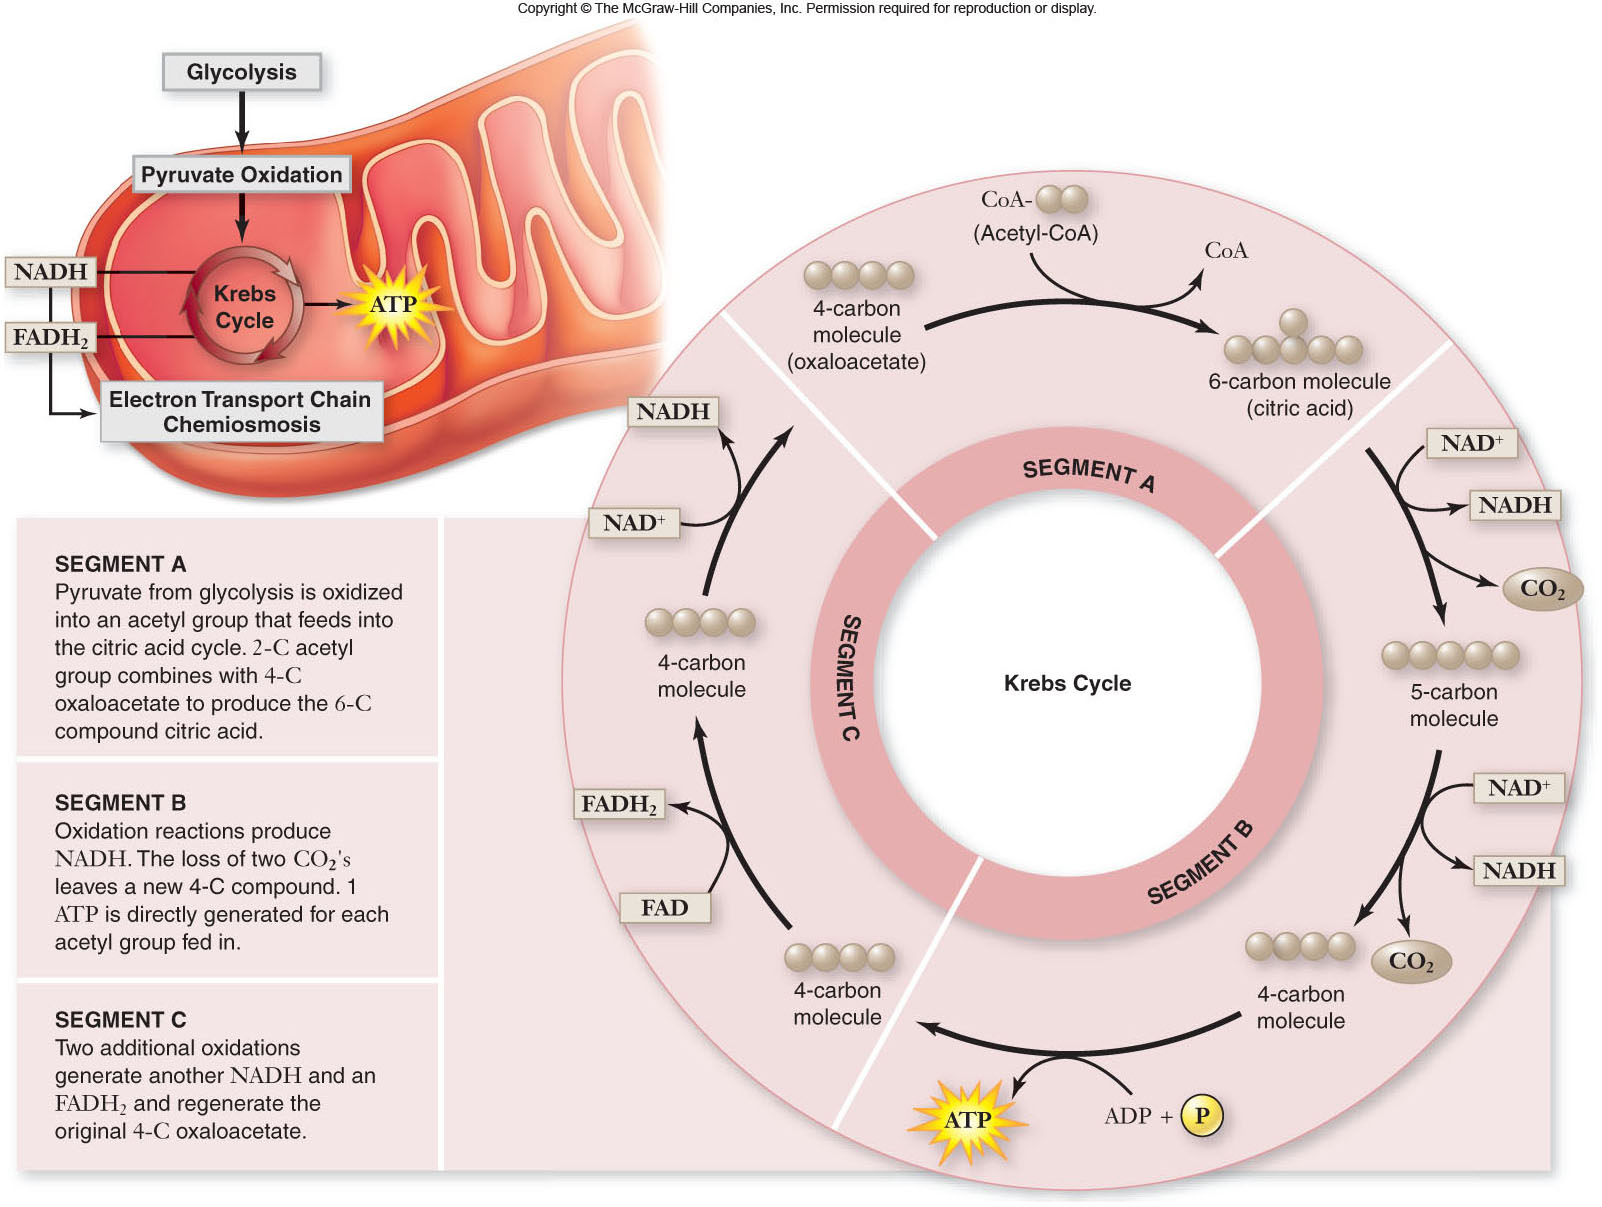 Copyright © The McGraw-Hill Companies, Inc. Permission required for reproduction or display.
Glycolysis
Pyruvate Oxidation
NADH
FADH₂
Krebs
Cycle
ATP
Electron Transport Chain
Chemiosmosis
CoA-
(Acetyl-CoA)
CoA
4-carbon
molecule
(oxaloacetate)
6-carbon molecule
(citric acid)
NAD⁺
NADH
CO₂
5-carbon
molecule
NAD⁺
NADH
CO₂
4-carbon
molecule
ADP + P
ATP
4-carbon
molecule
FAD
FADH₂
4-carbon
molecule
NAD⁺
NADH
SEGMENT A
SEGMENT B
SEGMENT C
Krebs Cycle
SEGMENT A
Pyruvate from glycolysis is oxidized
into an acetyl group that feeds into
the citric acid cycle. 2-C acetyl
group combines with 4-C
oxaloacetate to produce the 6-C
compound citric acid.
SEGMENT B
Oxidation reactions produce
NADH. The loss of two CO₂'s
leaves a new 4-C compound. 1
ATP is directly generated for each
acetyl group fed in.
SEGMENT C
Two additional oxidations
generate another NADH and an
FADH₂ and regenerate the
original 4-C oxaloacetate.